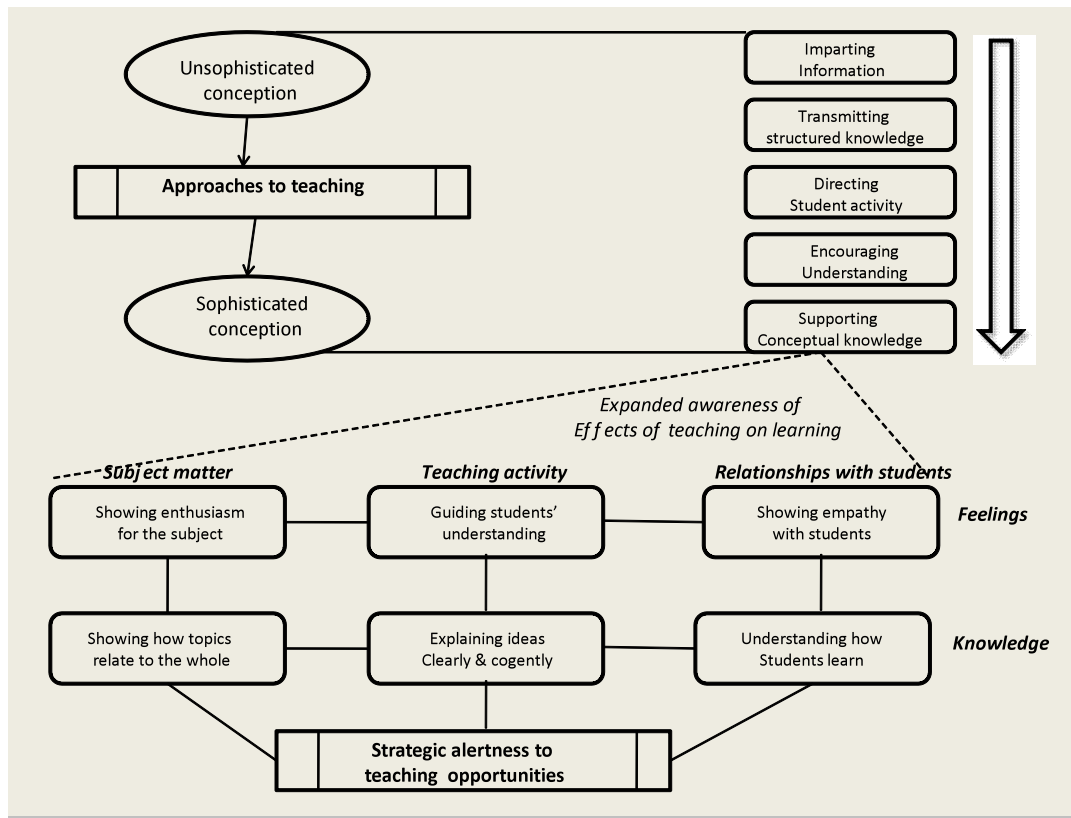 Unsophisticated
conception
Approaches to teaching
Sophisticated
conception
Imparting
Information
Transmitting
structured knowledge
Directing
Student activity
Encouraging
Understanding
Supporting
Conceptual knowledge
Expanded awareness of
Effects of teaching on learning
Subject matter
Teaching activity
Relationships with students
Showing enthusiasm
for the subject
Guiding students’
understanding
Showing empathy
with students
Feelings
Showing how topics
relate to the whole
Explaining ideas
Clearly & cogently
Understanding how
Students learn
Knowledge
Strategic alertness to
teaching opportunities